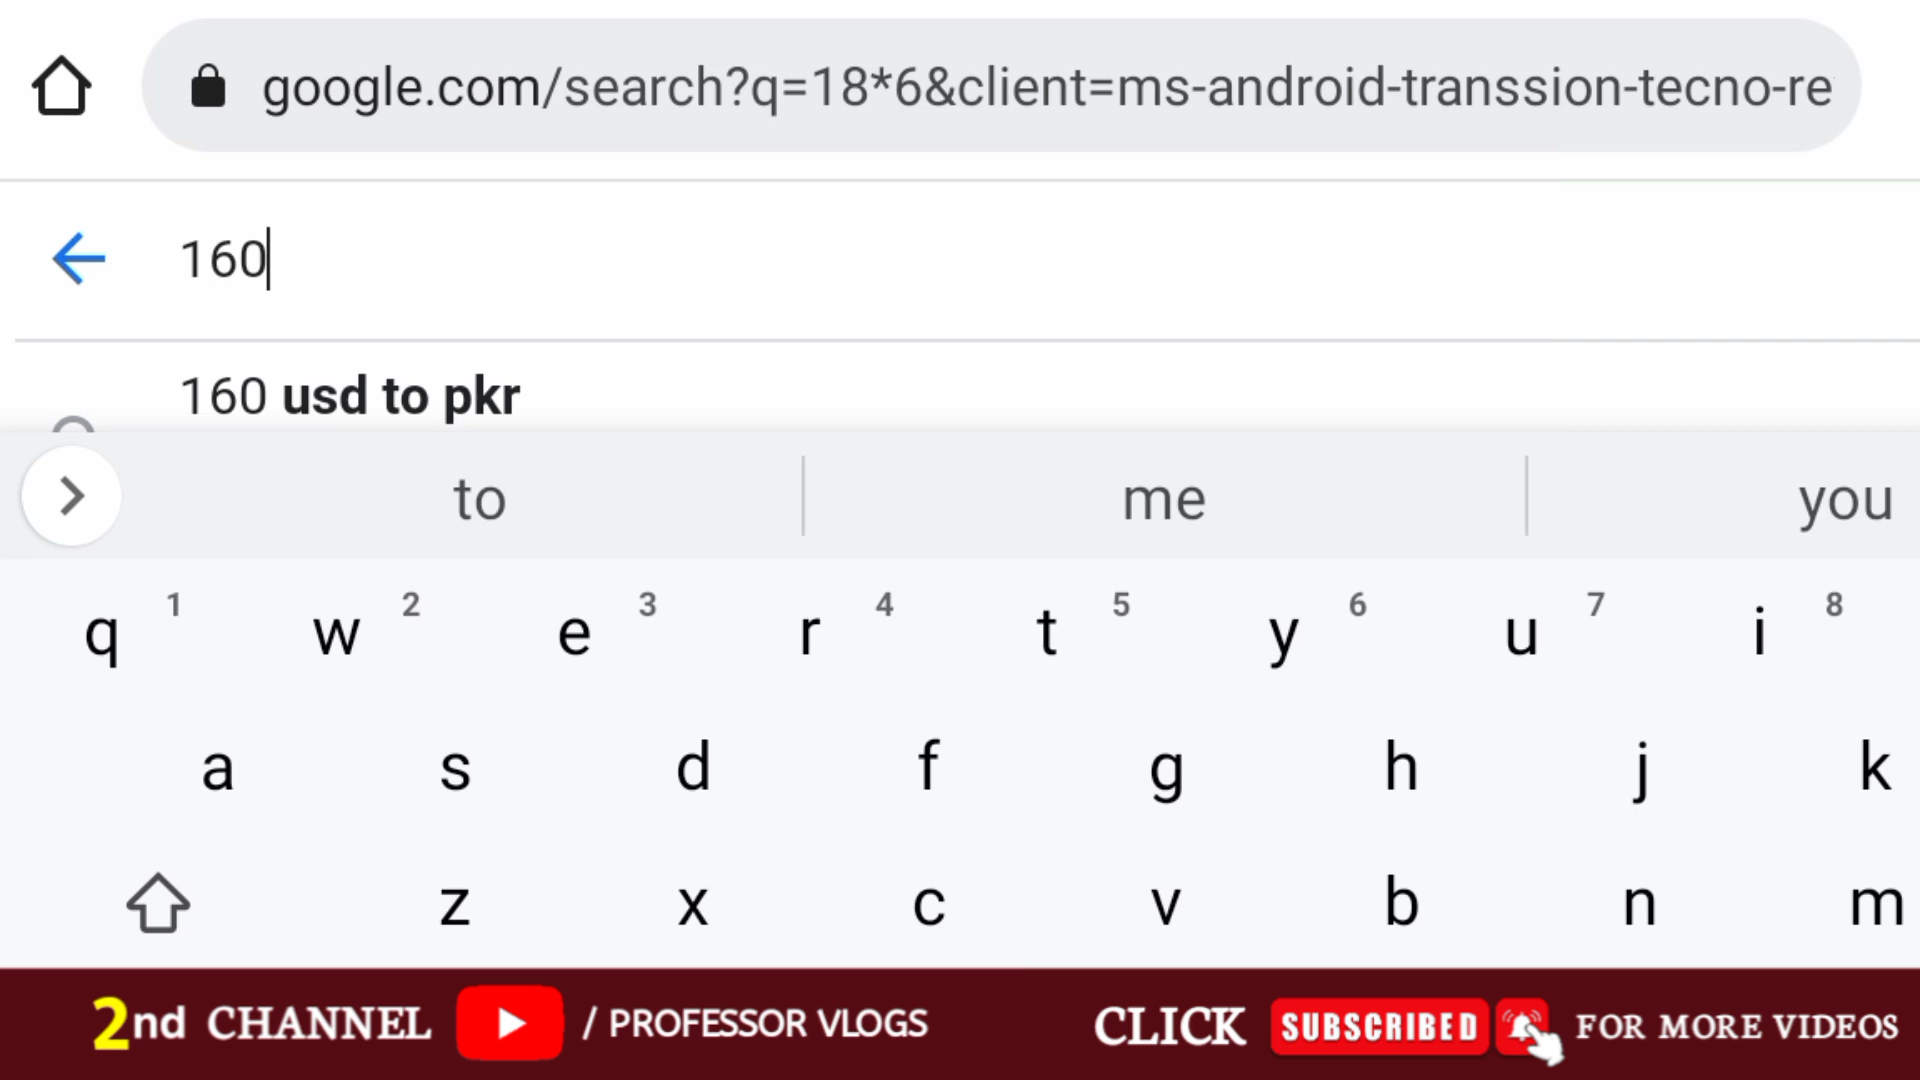 google.com/search?q=18*6&client=ms-android-transsion-tecno-re
160
160 usd to pkr
to me you
q 1 w 2 e 3 r 4 t 5 y 6 u 7 i 8
a s d f g h j k
z x c v b n m
2nd CHANNEL / PROFESSOR VLOGS CLICK SUBSCRIBED FOR MORE VIDEOS